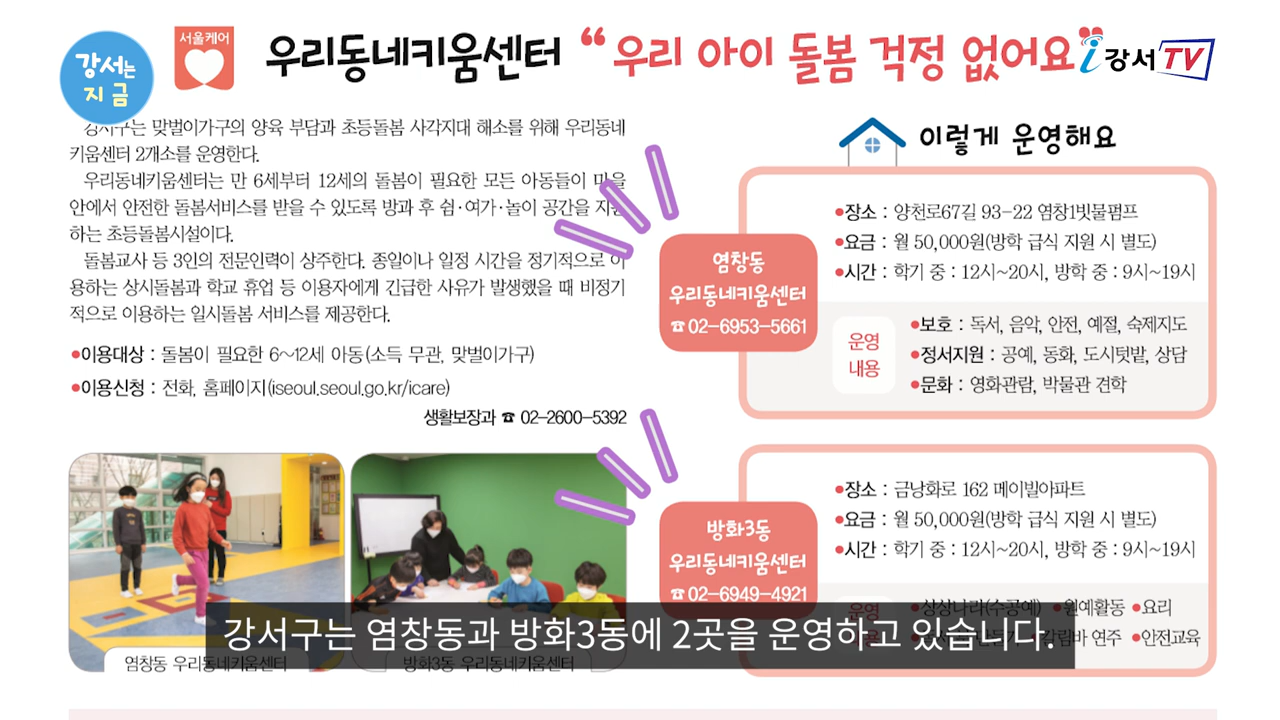 강서는
지금
서울케어
우리동네키움센터 “우리 아이 돌봄 걱정 없어요
i강서TV
강서구는 맞벌이가구의 양육 부담과 초등돌봄 사각지대 해소를 위해 우리동네
키움센터 2개소를 운영한다.
우리동네키움센터는 만 6세부터 12세의 돌봄이 필요한 모든 아동들이 마을
안에서 안전한 돌봄서비스를 받을 수 있도록 방과 후 쉼·여가·놀이 공간을 지원
하는 초등돌봄시설이다.
돌봄교사 등 3인의 전문인력이 상주한다. 종일이나 일정 시간을 정기적으로 이
용하는 상시돌봄과 학교 휴업 등 이용자에게 긴급한 사유가 발생했을 때 비정기
적으로 이용하는 일시돌봄 서비스를 제공한다.
●이용대상 : 돌봄이 필요한 6~12세 아동(소득 무관, 맞벌이가구)
●이용신청 : 전화, 홈페이지(iseoul.seoul.go.kr/icare)
생활보장과 ☎ 02-2600-5392
염창동 우리동네키움센터
방화3동 우리동네키움센터
이렇게 운영해요
염창동
우리동네키움센터
☎02-6953-5661
●장소 : 양천로67길 93-22 염창1빗물펌프
●요금 : 월 50,000원(방학 급식 지원 시 별도)
●시간 : 학기 중 : 12시~20시, 방학 중 : 9시~19시
운영
내용
●보호 : 독서, 음악, 안전, 예절, 숙제지도
●정서지원 : 공예, 동화, 도시텃밭, 상담
●문화 : 영화관람, 박물관 견학
방화3동
우리동네키움센터
☎02-6949-4921
●장소 : 금낭화로 162 메이빌아파트
●요금 : 월 50,000원(방학 급식 지원 시 별도)
●시간 : 학기 중 : 12시~20시, 방학 중 : 9시~19시
운영
●상상나라(수공예) ●원예활동 ●요리
칼림바 연주 ●안전교육
강서구는 염창동과 방화3동에 2곳을 운영하고 있습니다.